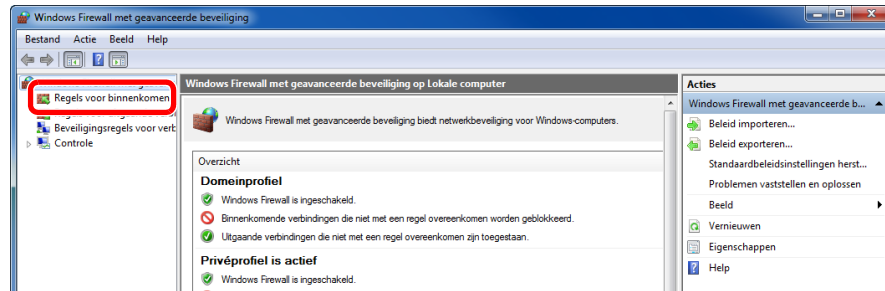 Windows Firewall met geavanceerde beveiliging
Bestand Actie Beeld Help
Windows Firewall met geavanceerde beveiliging op Lokale computer
Acties
Regels voor binnenkomen
Beveiligingsregels voor verb
Controle
Windows Firewall met geavanceerde beveiliging biedt netwerkbeveiliging voor Windows-computers.
Overzicht
Domeinprofiel
Windows Firewall is ingeschakeld.
Binnenkomende verbindingen die niet met een regel overeenkomen worden geblokkeerd.
Uitgaande verbindingen die niet met een regel overeenkomen zijn toegestaan.
Privéprofiel is actief
Windows Firewall is ingeschakeld.
Windows Firewall met geavanceerde b...
Beleid importeren...
Beleid exporteren...
Standaardbeleidsinstellingen herst...
Problemen vaststellen en oplossen
Beeld
Vernieuwen
Eigenschappen
Help